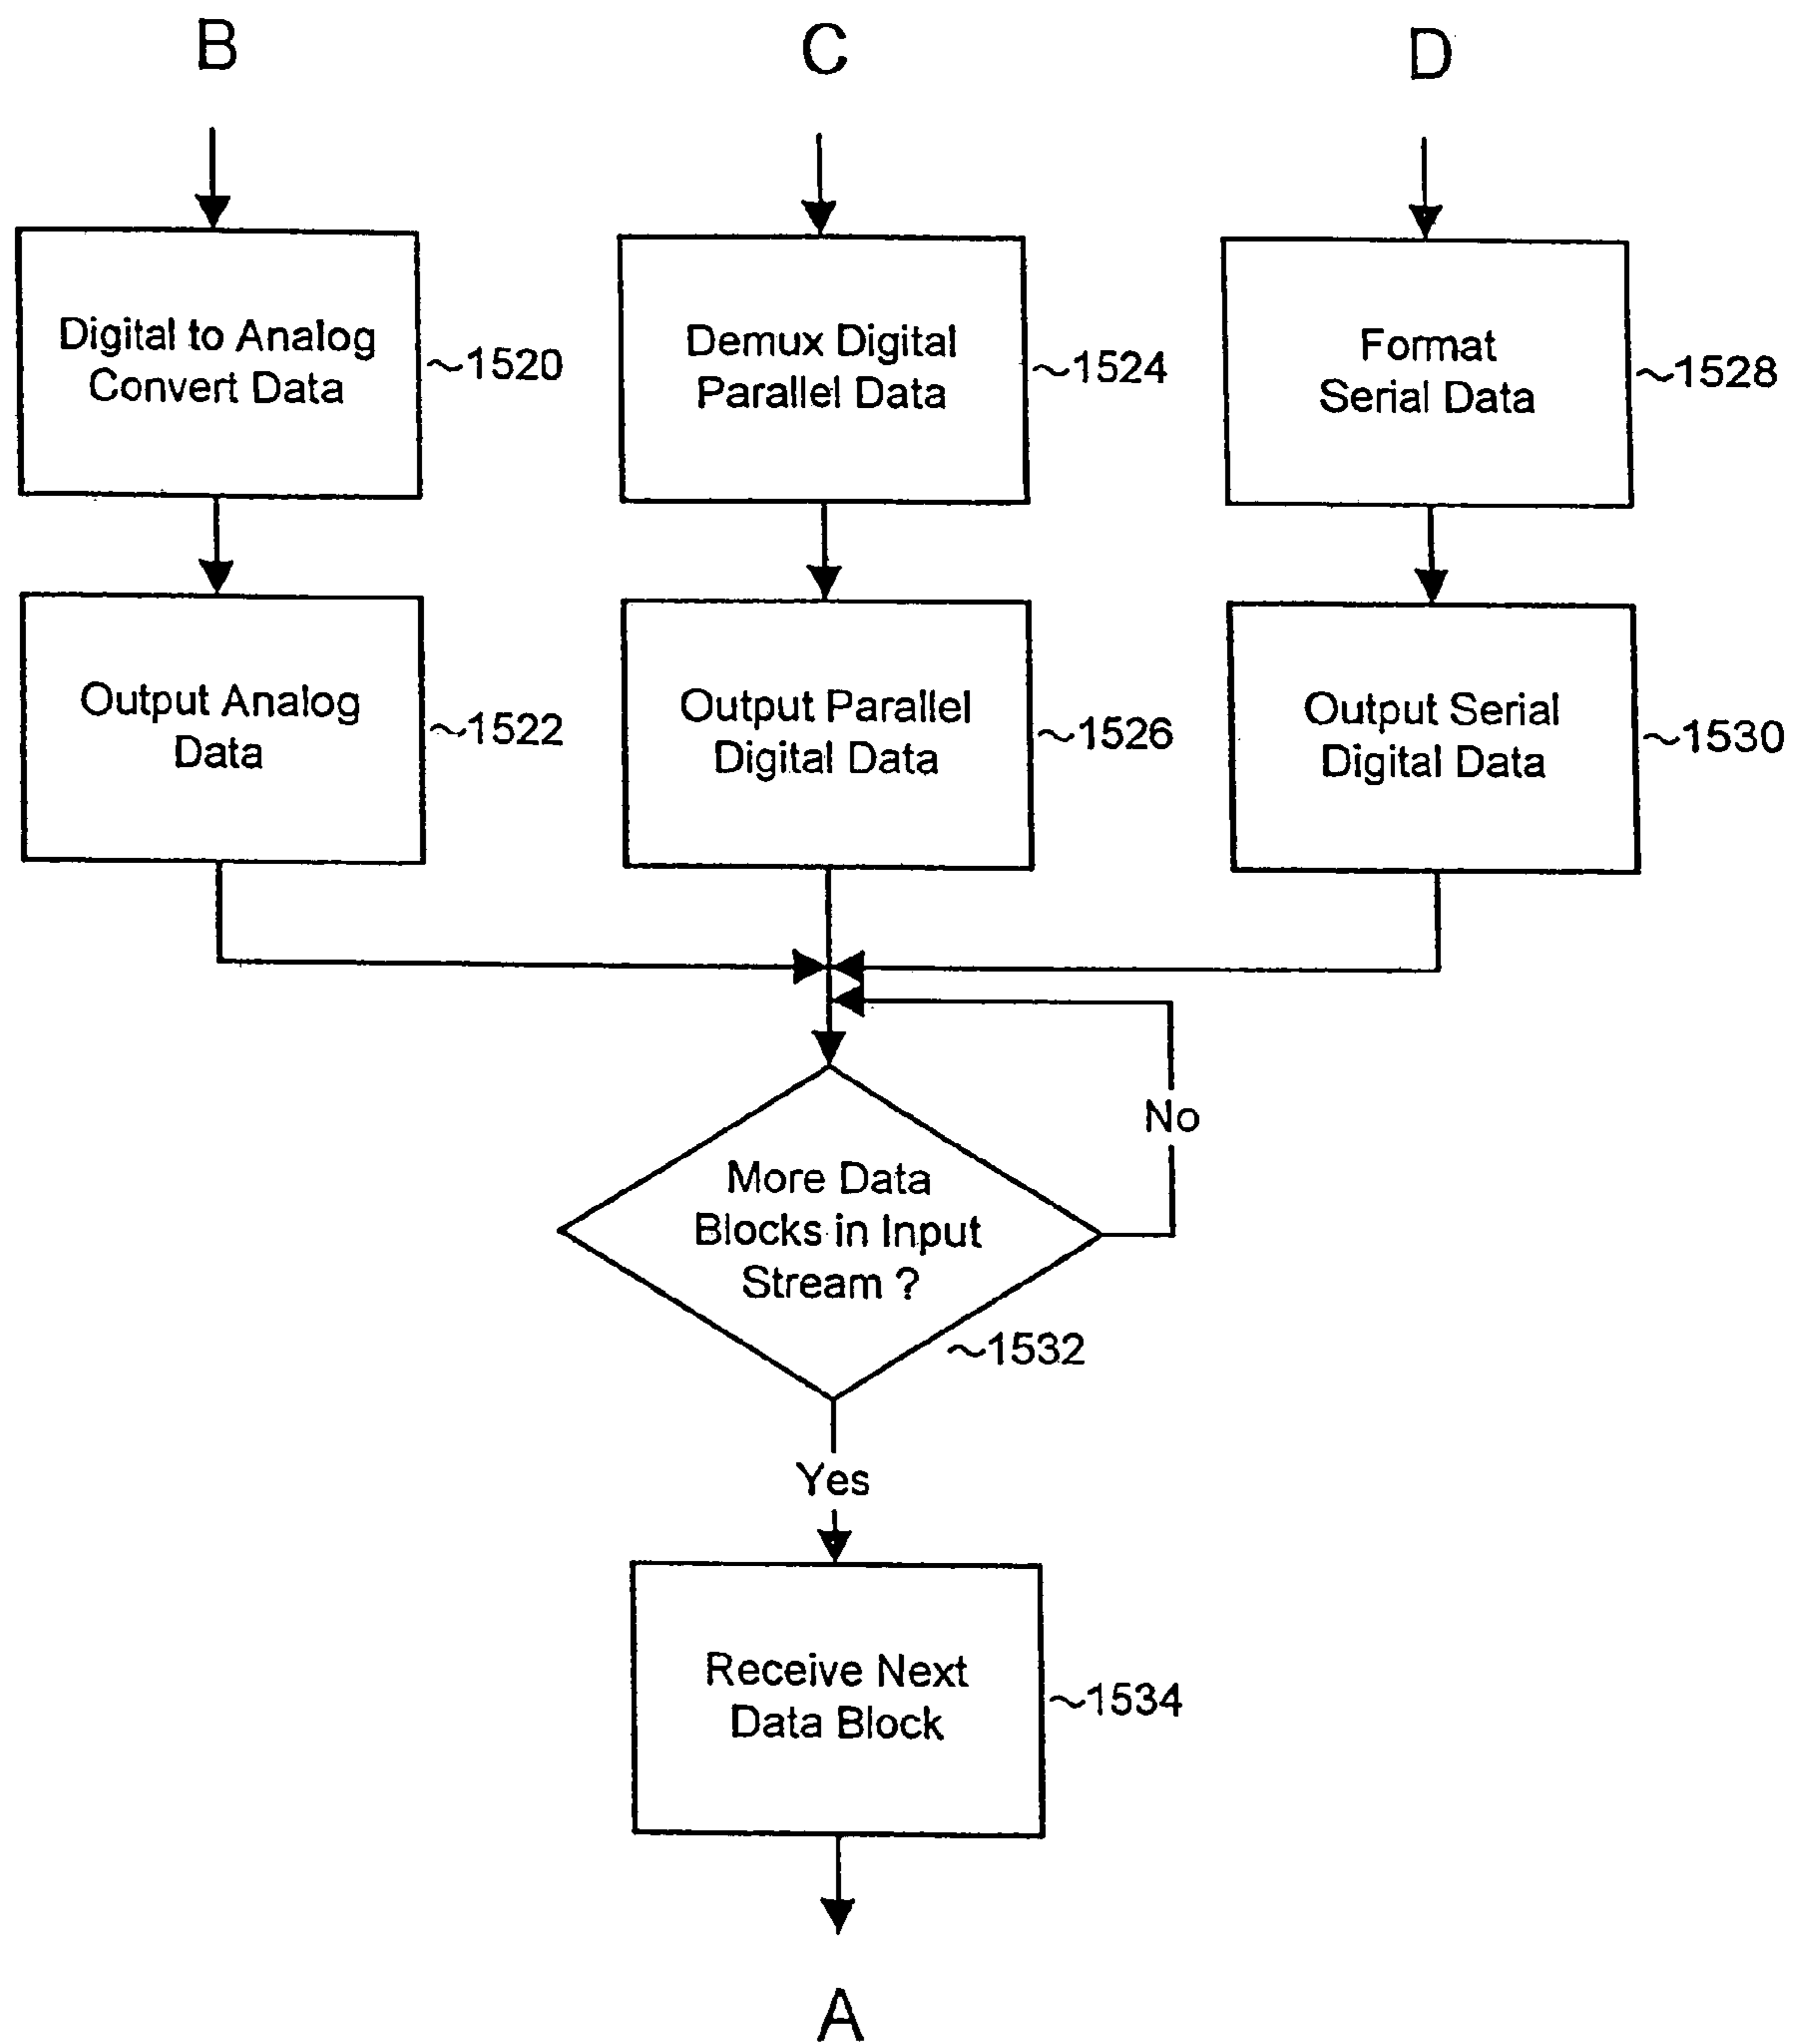 B
C
D
Digital to Analog
Convert Data
~1520
Demux Digital
Parallel Data
~1524
Format
Serial Data
~1528
Output Analog
Data
~1522
Output Parallel
Digital Data
~1526
Output Serial
Digital Data
~1530
No
More Data
Blocks in Input
Stream ?
~1532
Yes
Receive Next
Data Block
~1534
A